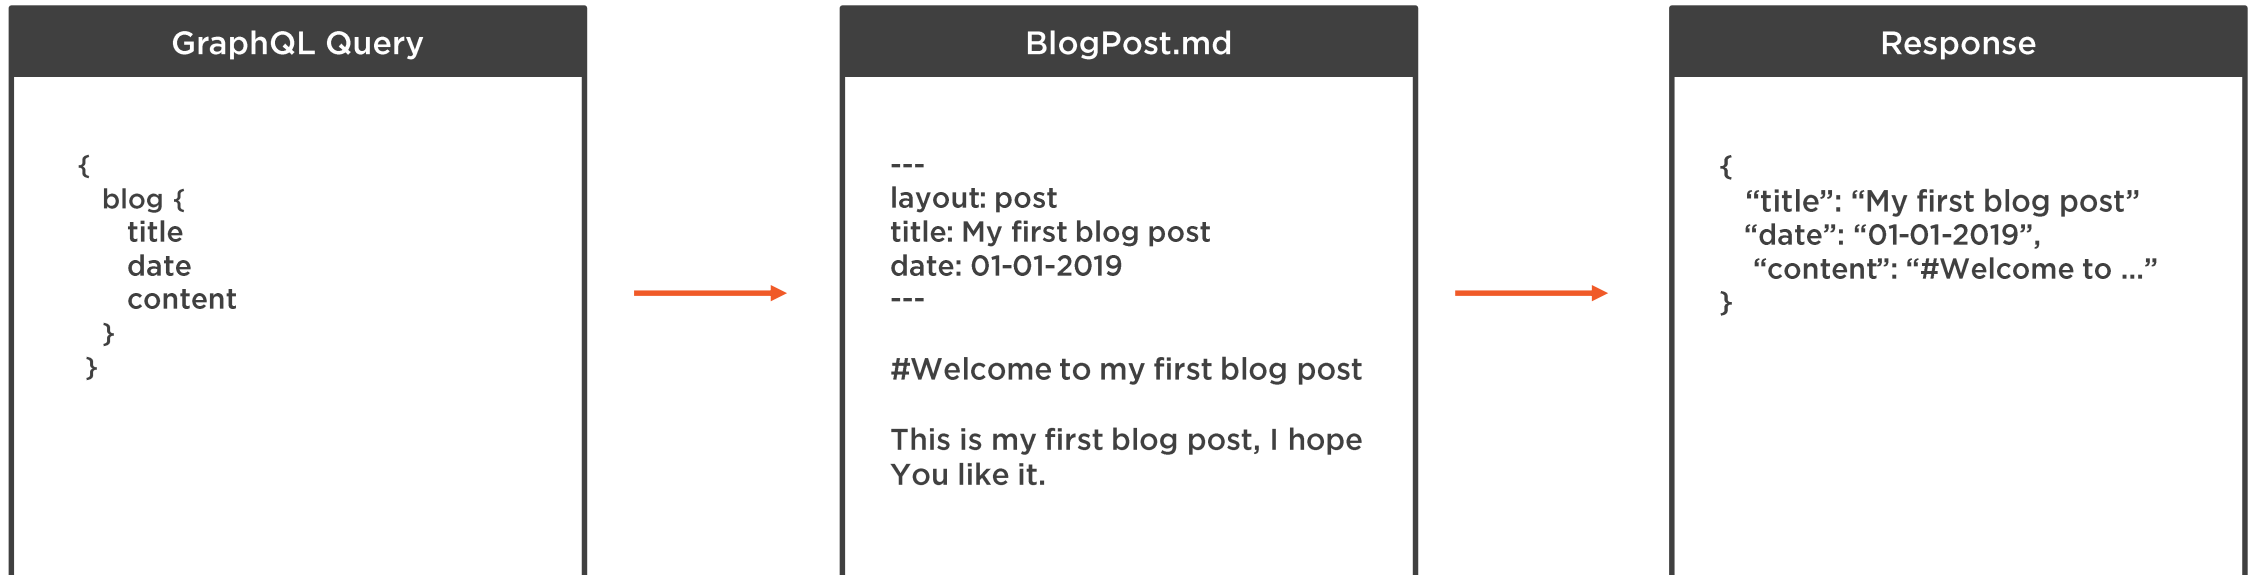 GraphQL Query
{
blog {
title
date
content
}
}
BlogPost.md
---
layout: post
title: My first blog post
date: 01-01-2019
---
#Welcome to my first blog post
This is my first blog post, I hope
You like it.
Response
{
“title”: “My first blog post”
“date”: “01-01-2019”,
“content”: “#Welcome to ...”
}